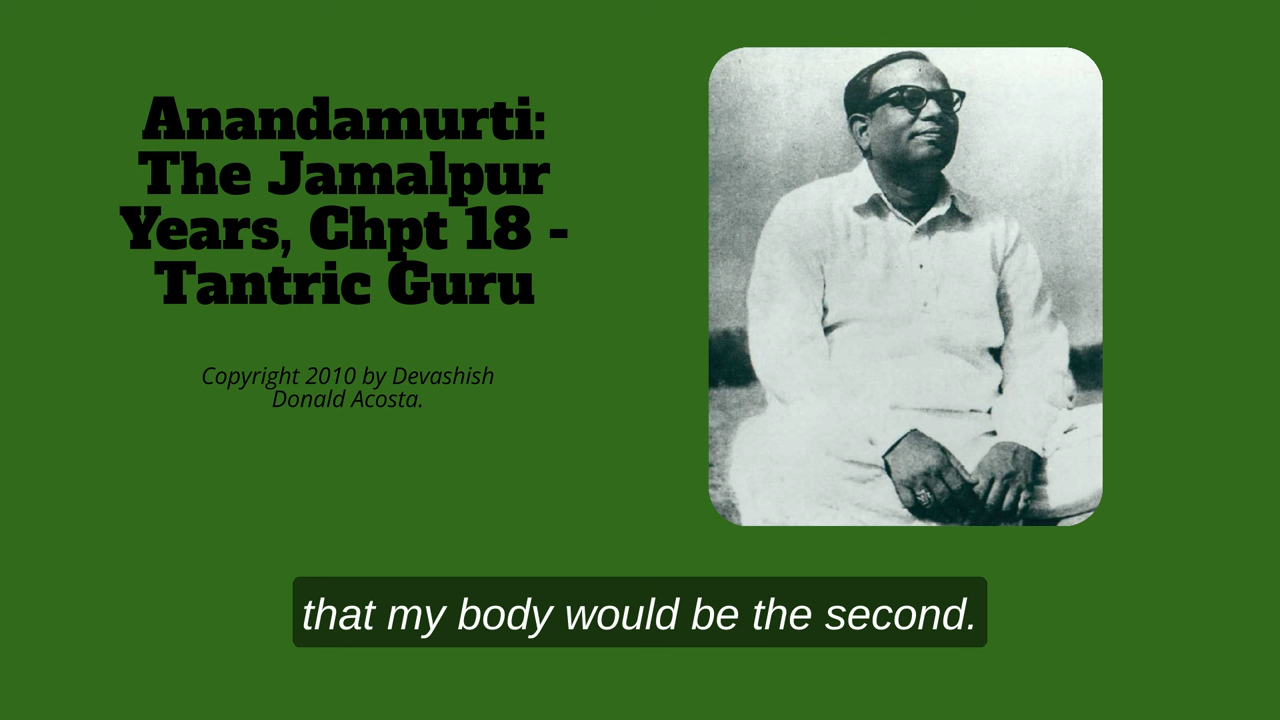 Anandamurti:
The Jamalpur
Years, Chpt 18 -
Tantric Guru
Copyright 2010 by Devashish
Donald Acosta.
that my body would be the second.